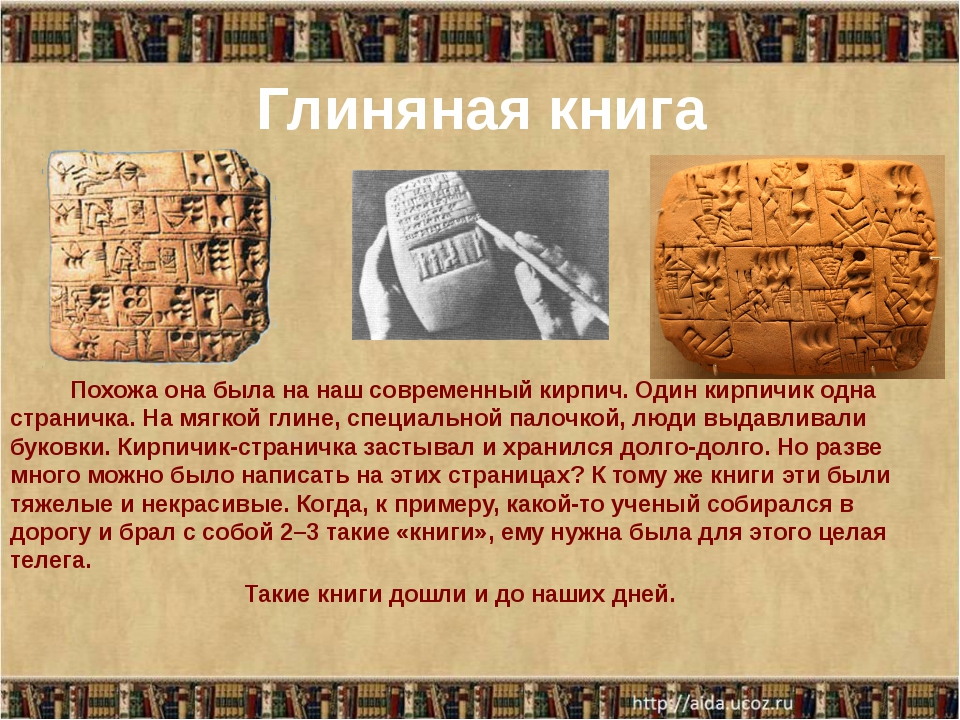 Глиняная книга
Похожа она была на наш современный кирпич. Один кирпичик одна
страничка. На мягкой глине, специальной палочкой, люди выдавливали
буковки. Кирпичик-страничка застывал и хранился долго-долго. Но разве
много можно было написать на этих страницах? К тому же книги эти были
тяжелые и некрасивые. Когда, к примеру, какой-то ученый собирался в
дорогу и брал с собой 2–3 такие «книги», ему нужна была для этого целая
телега.
Такие книги дошли и до наших дней.
http://aida.ucoz.ru